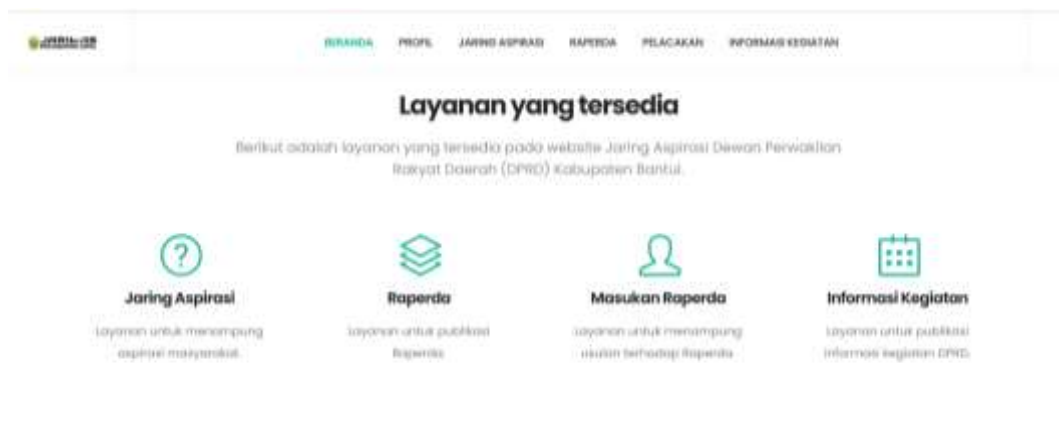 BERANDA PROFIL JARING ASPIRASI RAPERDA PELACAKAN INFORMASI KEGIATAN
Layanan yang tersedia
Berikut adalah layanan yang tersedia pada website Jaring Aspirasi Dewan Perwakilan
Rakyat Daerah (DPRD) Kabupaten Bantul.
Jaring Aspirasi
Layanan untuk menampung
aspirasi masyarakat.
Raperda
Layanan untuk publikasi
Raperda.
Masukan Raperda
Layanan untuk menampung
usulan terhadap Raperda
Informasi Kegiatan
Layanan untuk publikasi
informasi kegiatan DPRD.